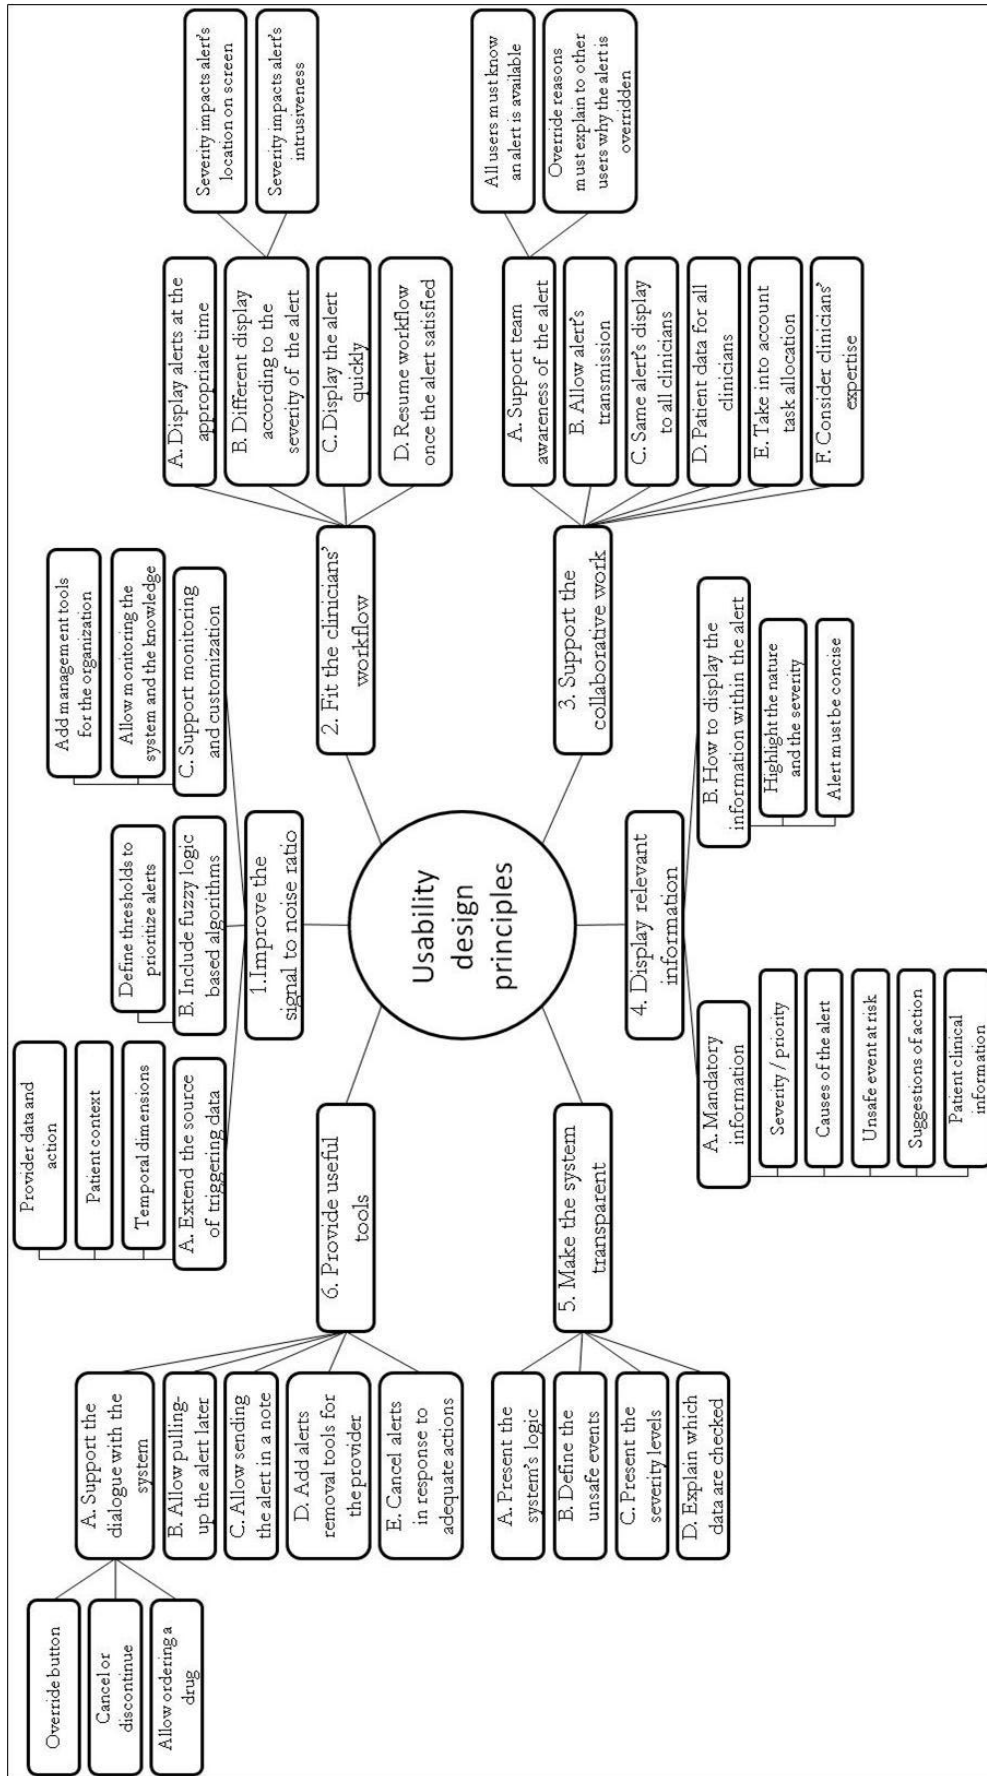 Usability
design
principles
1.Improve the
signal to noise ratio
A. Extend the source
of triggering data
Provider data and
action
Patient context
Temporal dimensions
B. Include fuzzy logic
based algorithms
Define thresholds to
prioritize alerts
C. Support monitoring
and customization
Add management tools
for the organization
Allow monitoring the
system and the knowledge
2. Fit the clinicians'
workflow
A. Display alerts at the
appropriate time
B. Different display
according to the
severity of the alert
Severity impacts alert's
location on screen
Severity impacts alert's
intrusiveness
C. Display the alert
quickly
D. Resume workflow
once the alert satisfied
3. Support the
collaborative work
A. Support team
awareness of the alert
All users must know
an alert is available
Override reasons
must explain to other
users why the alert is
overridden
B. Allow alert's
transmission
C. Same alert's display
to all clinicians
D. Patient data for all
clinicians
E. Take into account
task allocation
F. Consider clinicians'
expertise
4. Display relevant
information
A. Mandatory
information
Severity / priority
Causes of the alert
Unsafe event at risk
Suggestions of action
Patient clinical
information
B. How to display the
information within the alert
Highlight the nature
and the severity
Alert must be concise
5. Make the system
transparent
A. Present the
system's logic
B. Define the
unsafe events
C. Present the
severity levels
D. Explain which
data are checked
6. Provide useful
tools
A. Support the
dialogue with the
system
Override button
Cancel or
discontinue
Allow ordering a
drug
B. Allow pulling-
up the alert later
C. Allow sending
the alert in a note
D. Add alerts
removal tools for
the provider
E. Cancel alerts
in response to
adequate actions